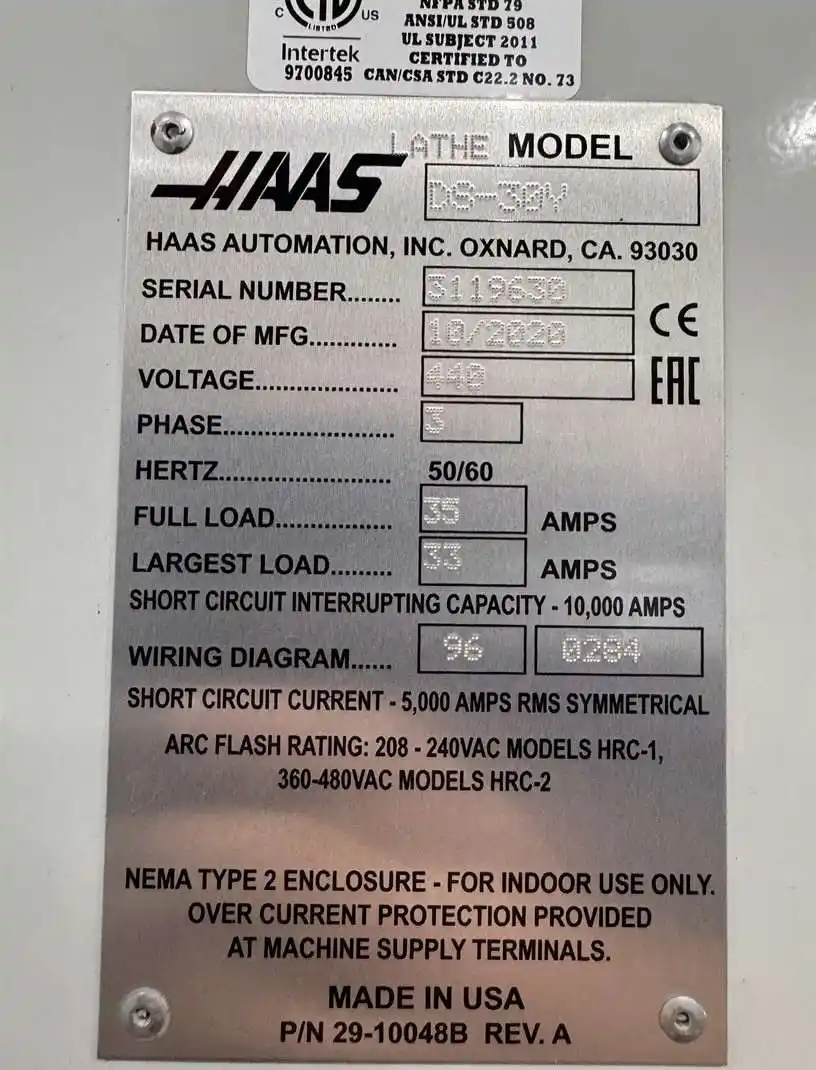 C US
LISTED
Intertek
9700845
NFPA STD 79
ANSI/UL STD 508
UL SUBJECT 2011
CERTIFIED TO
CAN/CSA STD C22.2 NO. 73
LATHE MODEL
HAAS DS-30Y
HAAS AUTOMATION, INC. OXNARD, CA. 93030
SERIAL NUMBER........ 3119630
DATE OF MFG............. 10/2020 CE
VOLTAGE...................... 440 EAC
PHASE.......................... 3
HERTZ.......................... 50/60
FULL LOAD.................. 35 AMPS
LARGEST LOAD......... 33 AMPS
SHORT CIRCUIT INTERRUPTING CAPACITY - 10,000 AMPS
WIRING DIAGRAM...... 96 0284
SHORT CIRCUIT CURRENT - 5,000 AMPS RMS SYMMETRICAL
ARC FLASH RATING: 208 - 240VAC MODELS HRC-1,
360-480VAC MODELS HRC-2
NEMA TYPE 2 ENCLOSURE - FOR INDOOR USE ONLY.
OVER CURRENT PROTECTION PROVIDED
AT MACHINE SUPPLY TERMINALS.
MADE IN USA
P/N 29-10048B REV. A